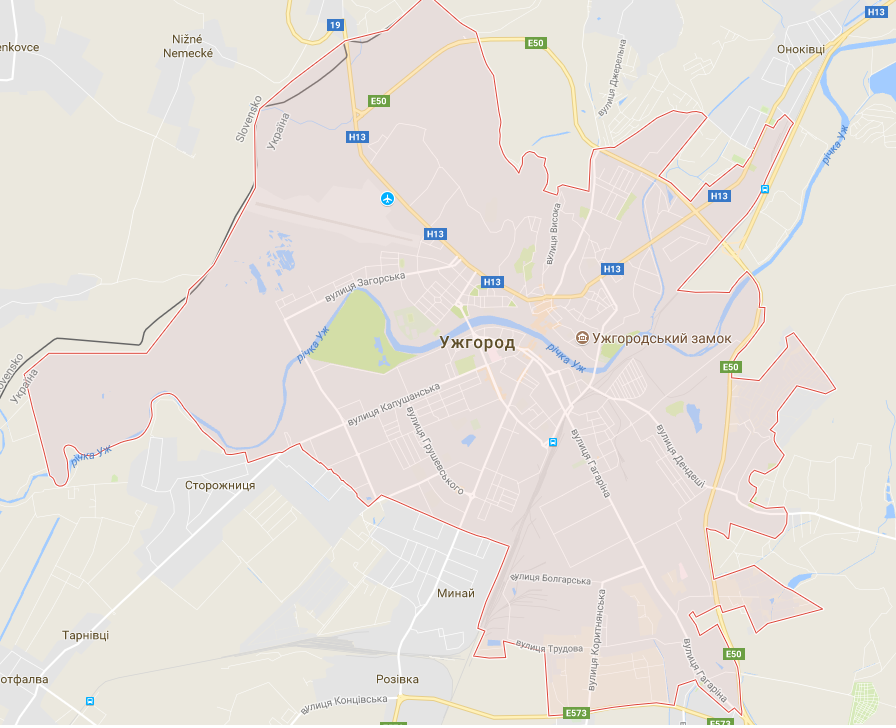 H13
19
Nižné
Nemecké
enkovce
E50
Оноківці
вулиця Джерельна
E50
Slovensko
Україна
H13
річка Уж
H13
вулиця Висока
H13
H13
H13
вулиця Загорська
річка Уж
Ужгород
Ужгородський замок
річка Уж
ovensko
Україна
E50
вулиця Капушанська
вулиця Грушевського
вулиця Гагаріна
вулиця Дендеші
річка Уж
Сторожниця
вулиця Болгарська
Минай
вулиця Коритнянська
Тарнівці
вулиця Трудова
E50
отфалва
Розівка
вулиця Гагаріна
вулиця Концівська
E573
E573